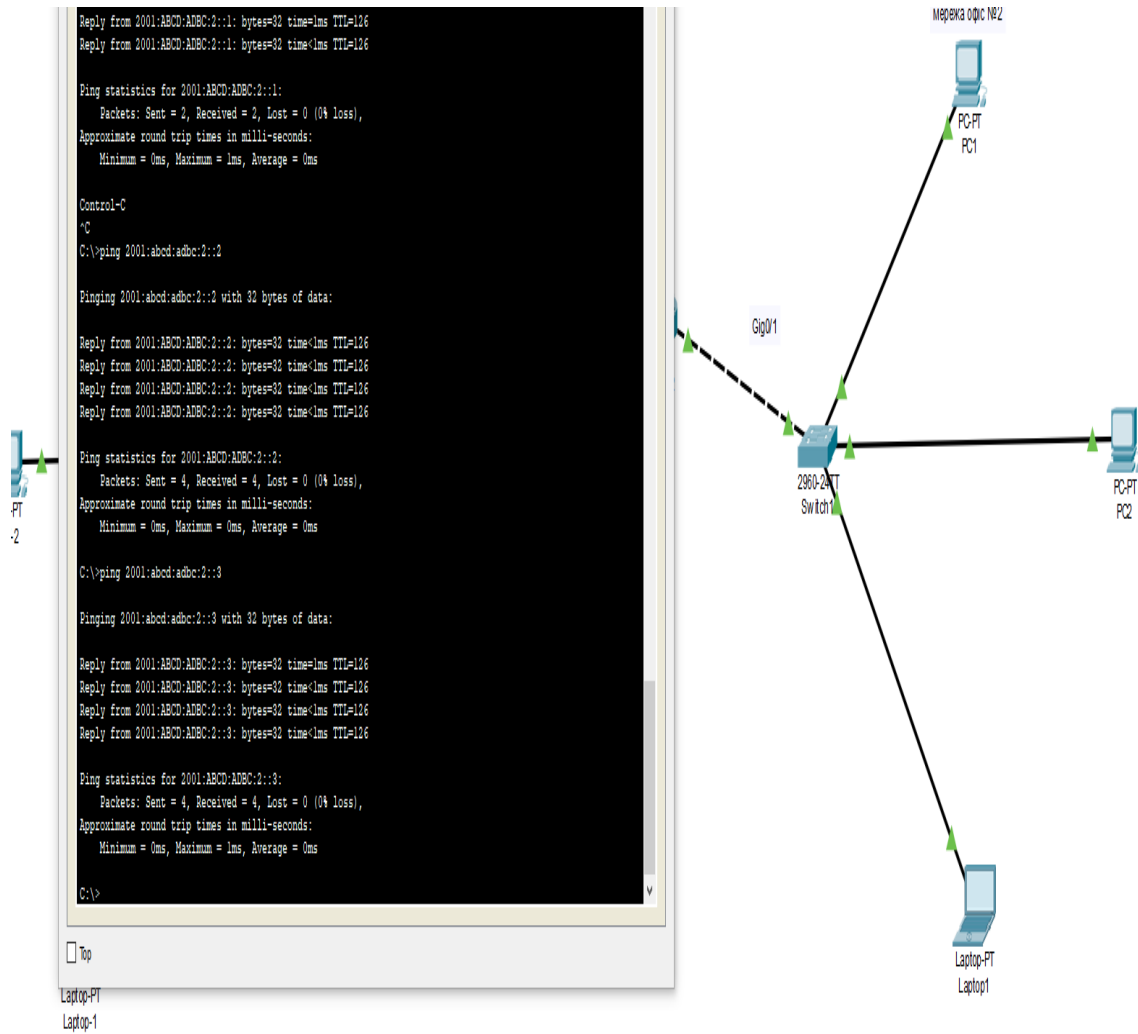 Reply from 2001:ABCD:ADBC:2::1: bytes=32 time=1ms TTL=126
Reply from 2001:ABCD:ADBC:2::1: bytes=32 time<1ms TTL=126
Ping statistics for 2001:ABCD:ADBC:2::1:
Packets: Sent = 2, Received = 2, Lost = 0 (0% loss),
Approximate round trip times in milli-seconds:
Minimum = 0ms, Maximum = 1ms, Average = 0ms
Control-C
^C
C:\>ping 2001:abcd:adbc:2::2
Pinging 2001:abcd:adbc:2::2 with 32 bytes of data:
Reply from 2001:ABCD:ADBC:2::2: bytes=32 time<1ms TTL=126
Reply from 2001:ABCD:ADBC:2::2: bytes=32 time<1ms TTL=126
Reply from 2001:ABCD:ADBC:2::2: bytes=32 time<1ms TTL=126
Reply from 2001:ABCD:ADBC:2::2: bytes=32 time<1ms TTL=126
Ping statistics for 2001:ABCD:ADBC:2::2:
Packets: Sent = 4, Received = 4, Lost = 0 (0% loss),
Approximate round trip times in milli-seconds:
Minimum = 0ms, Maximum = 0ms, Average = 0ms
C:\>ping 2001:abcd:adbc:2::3
Pinging 2001:abcd:adbc:2::3 with 32 bytes of data:
Reply from 2001:ABCD:ADBC:2::3: bytes=32 time=1ms TTL=126
Reply from 2001:ABCD:ADBC:2::3: bytes=32 time<1ms TTL=126
Reply from 2001:ABCD:ADBC:2::3: bytes=32 time<1ms TTL=126
Reply from 2001:ABCD:ADBC:2::3: bytes=32 time<1ms TTL=126
Ping statistics for 2001:ABCD:ADBC:2::3:
Packets: Sent = 4, Received = 4, Lost = 0 (0% loss),
Approximate round trip times in milli-seconds:
Minimum = 0ms, Maximum = 1ms, Average = 0ms
C:\>
Top
-PT
-2
Laptop-PT
Laptop-1
мережа офіс №2
PC-PT
PC1
Gig0/1
2960-24TT
Switch1
PC-PT
PC2
Laptop-PT
Laptop1